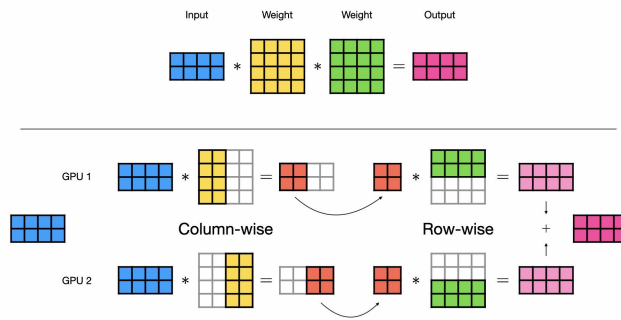 Input Weight Weight Output
* * =
GPU 1 * = * =
Column-wise Row-wise +
GPU 2 * = * =